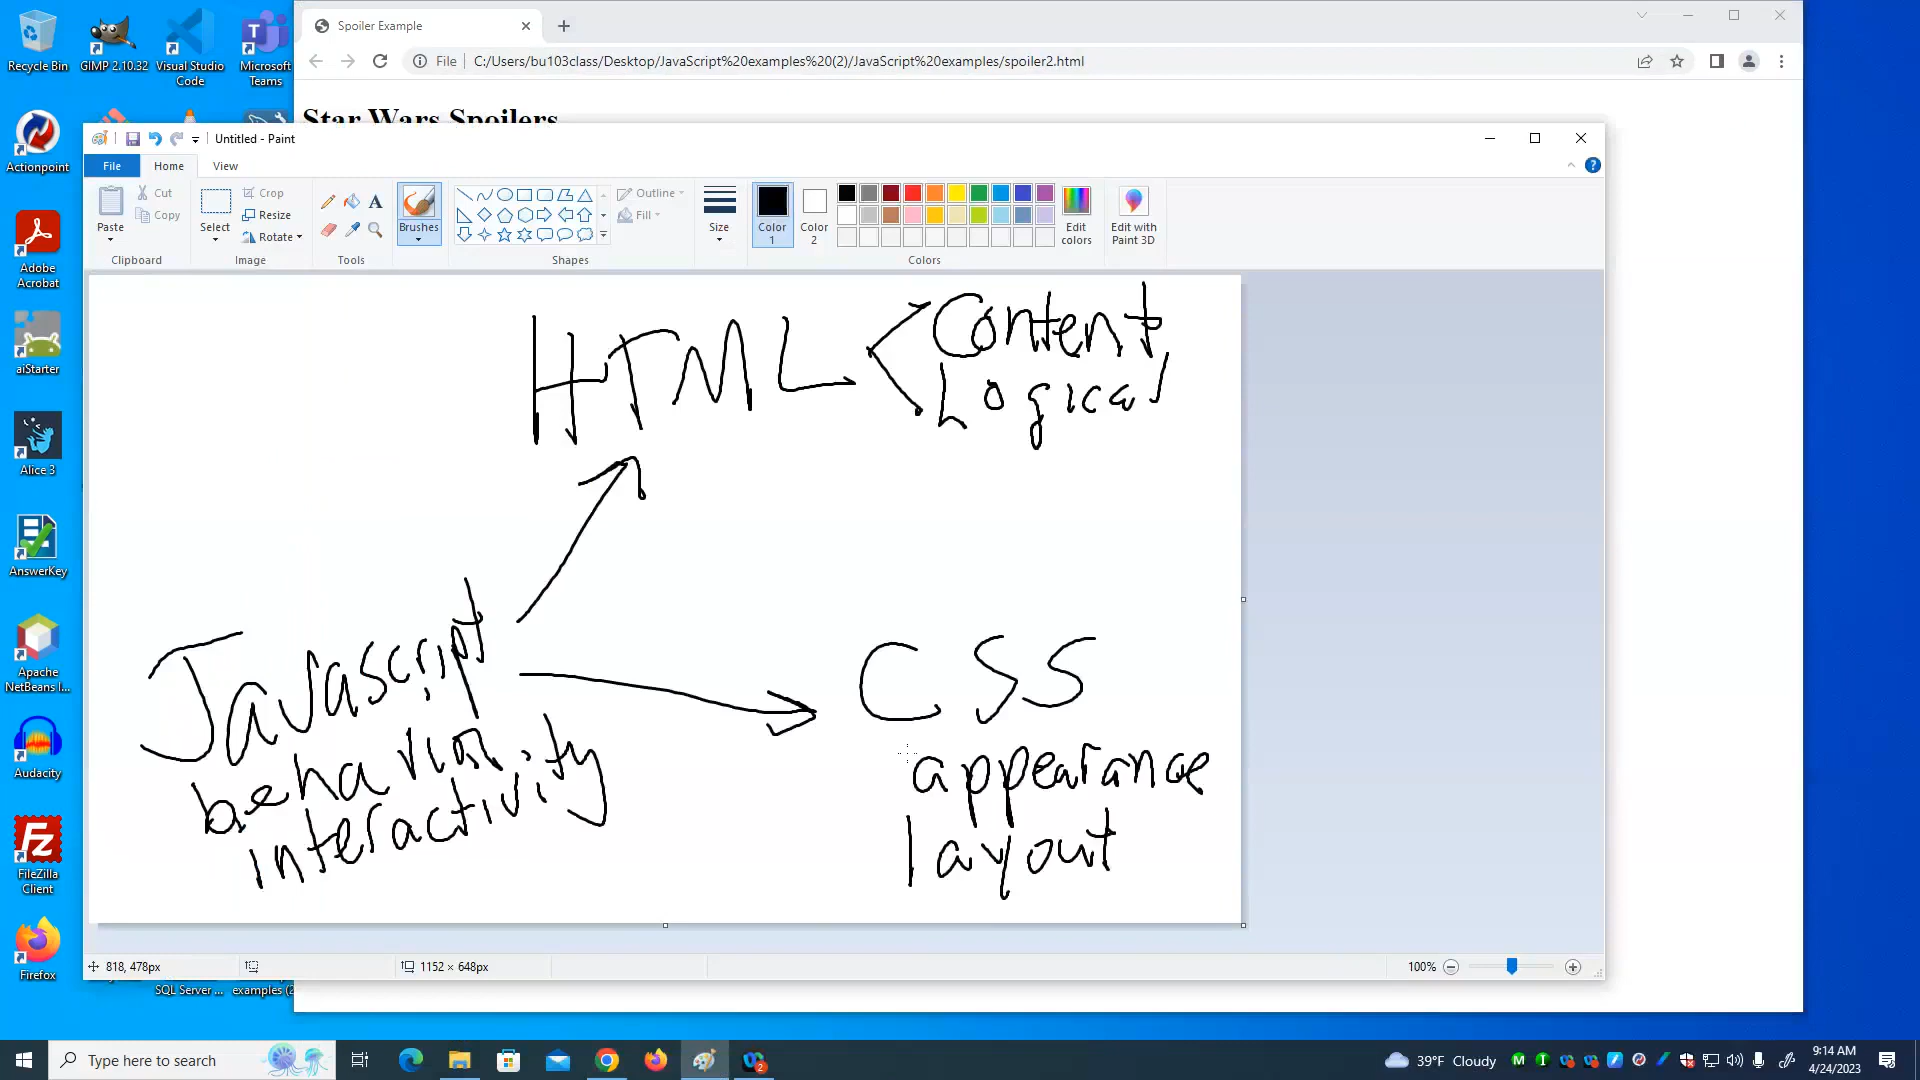 Recycle Bin
GIMP 2.10.32
Visual Studio
Code
Microsoft
Teams
Spoiler Example
File C:/Users/bu103class/Desktop/JavaScript%20examples%20(2)/JavaScript%20examples/spoiler2.html
Star Wars Spoilers
Untitled - Paint
File Home View
Paste
Cut
Copy
Clipboard
Select
Crop
Resize
Rotate
Image
Tools
Brushes
Outline
Fill
Shapes
Size
Color
1
Color
2
Edit
colors
Colors
Edit with
Paint 3D
Actionpoint
Adobe
Acrobat
aiStarter
Alice 3
AnswerKey
Apache
NetBeans I...
Audacity
FileZilla
Client
Firefox
SQL Server ...
examples (2
HTML
Content
Logical
Javascript
behavior
interactivity
CSS
appearance
layout
818, 478px
1152 × 648px
100%
Type here to search
2
39°F Cloudy
9:14 AM
4/24/2023